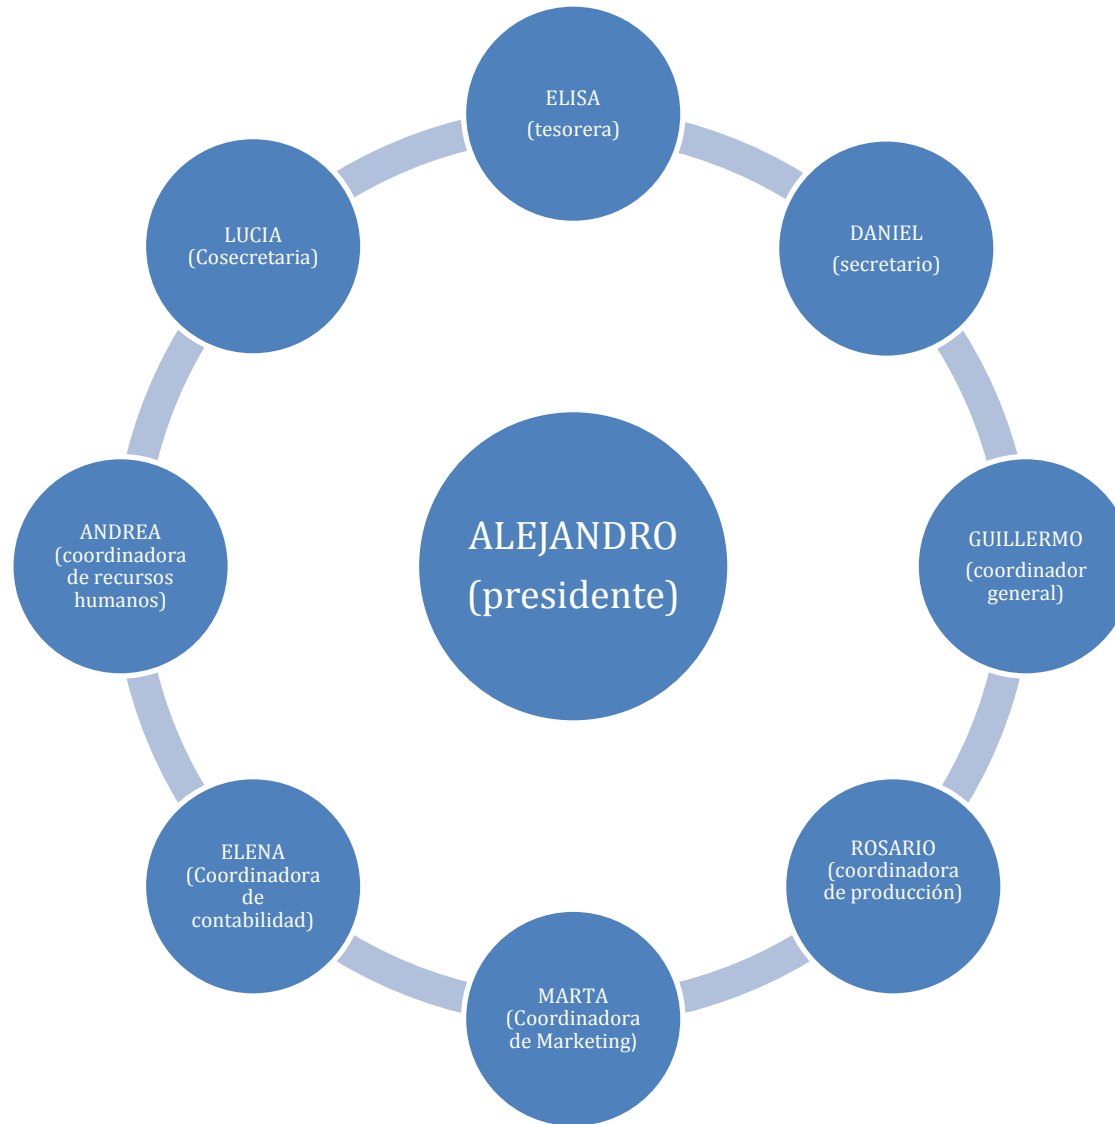 ELISA
(tesorera)
DANIEL
(secretario)
GUILLERMO
(coordinador
general)
ROSARIO
(coordinadora
de producción)
MARTA
(Coordinadora
de Marketing)
ELENA
(Coordinadora
de
contabilidad)
ANDREA
(coordinadora
de recursos
humanos)
LUCIA
(Cosecretaria)
ALEJANDRO
(presidente)